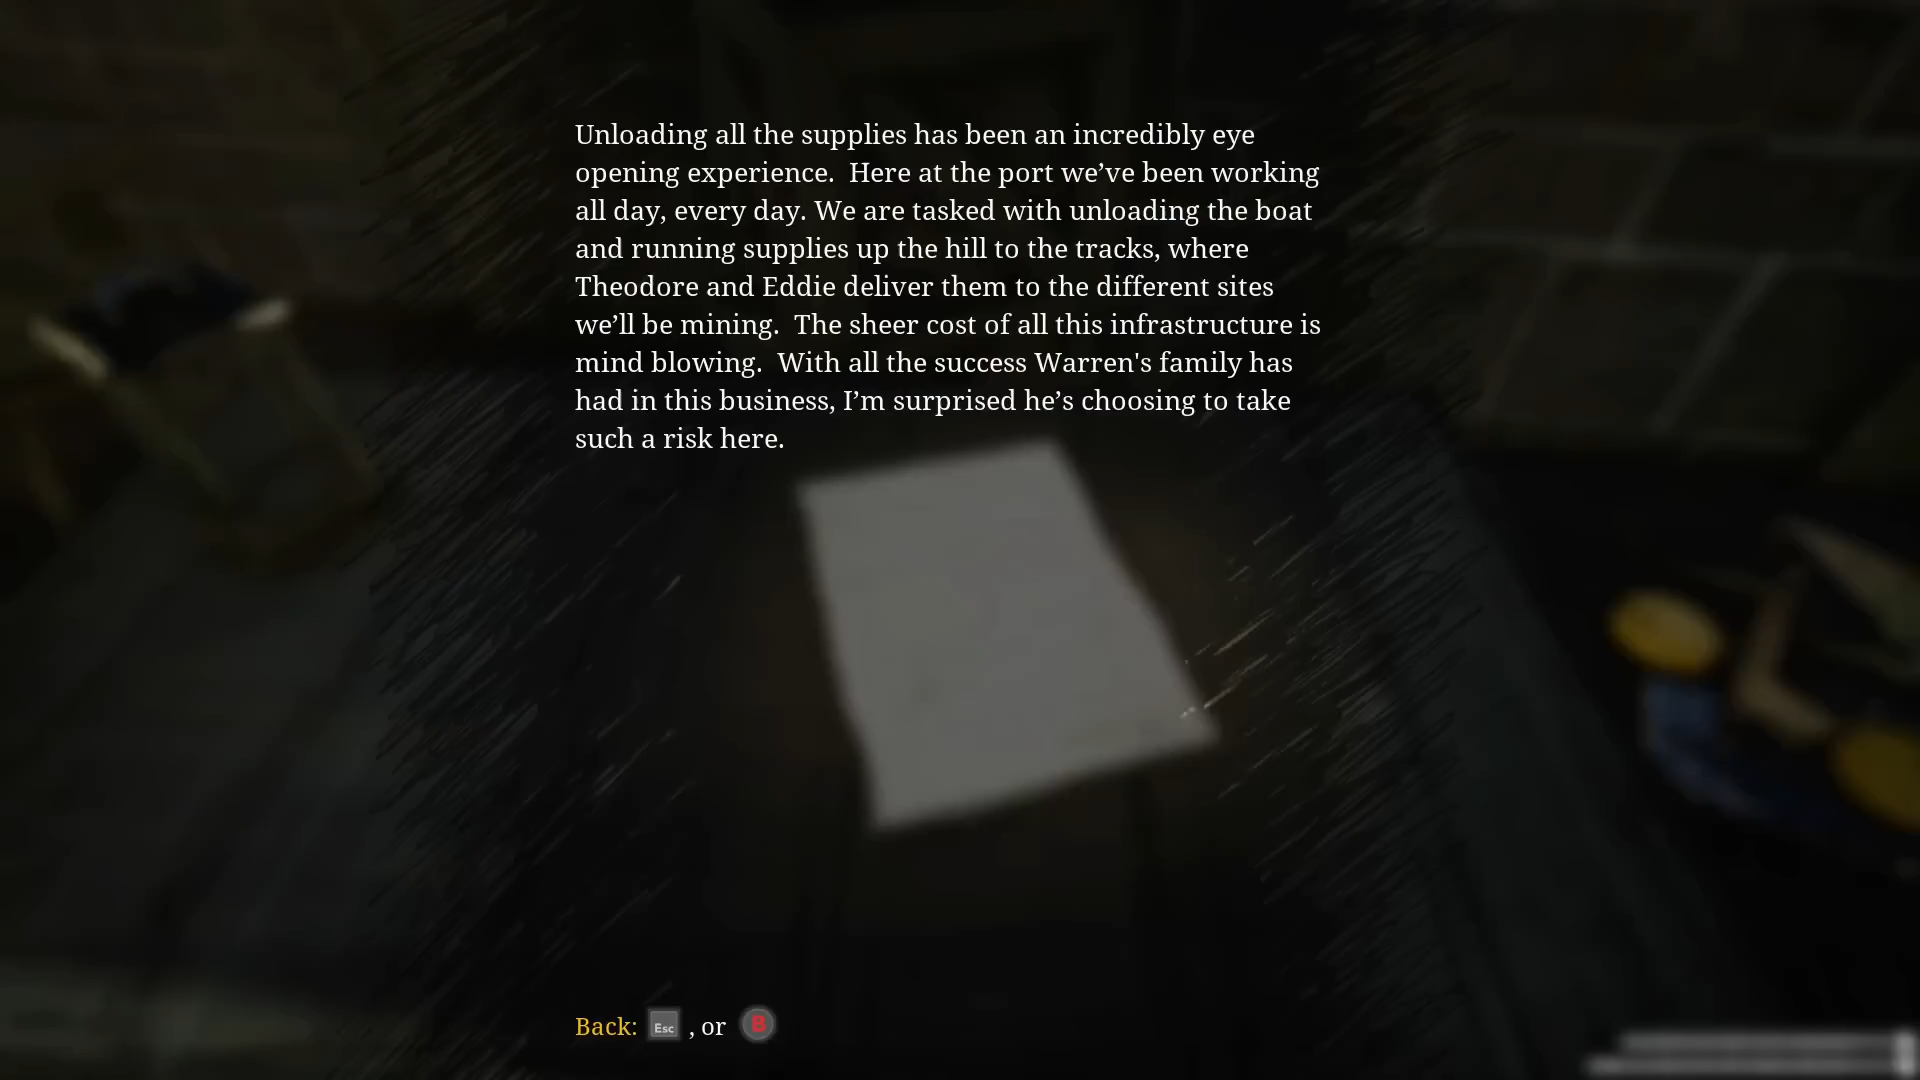 Unloading all the supplies has been an incredibly eye
opening experience.  Here at the port we’ve been working
all day, every day. We are tasked with unloading the boat
and running supplies up the hill to the tracks, where
Theodore and Eddie deliver them to the different sites
we’ll be mining.  The sheer cost of all this infrastructure is
mind blowing.  With all the success Warren's family has
had in this business, I’m surprised he’s choosing to take
such a risk here.
Back: Esc , or B